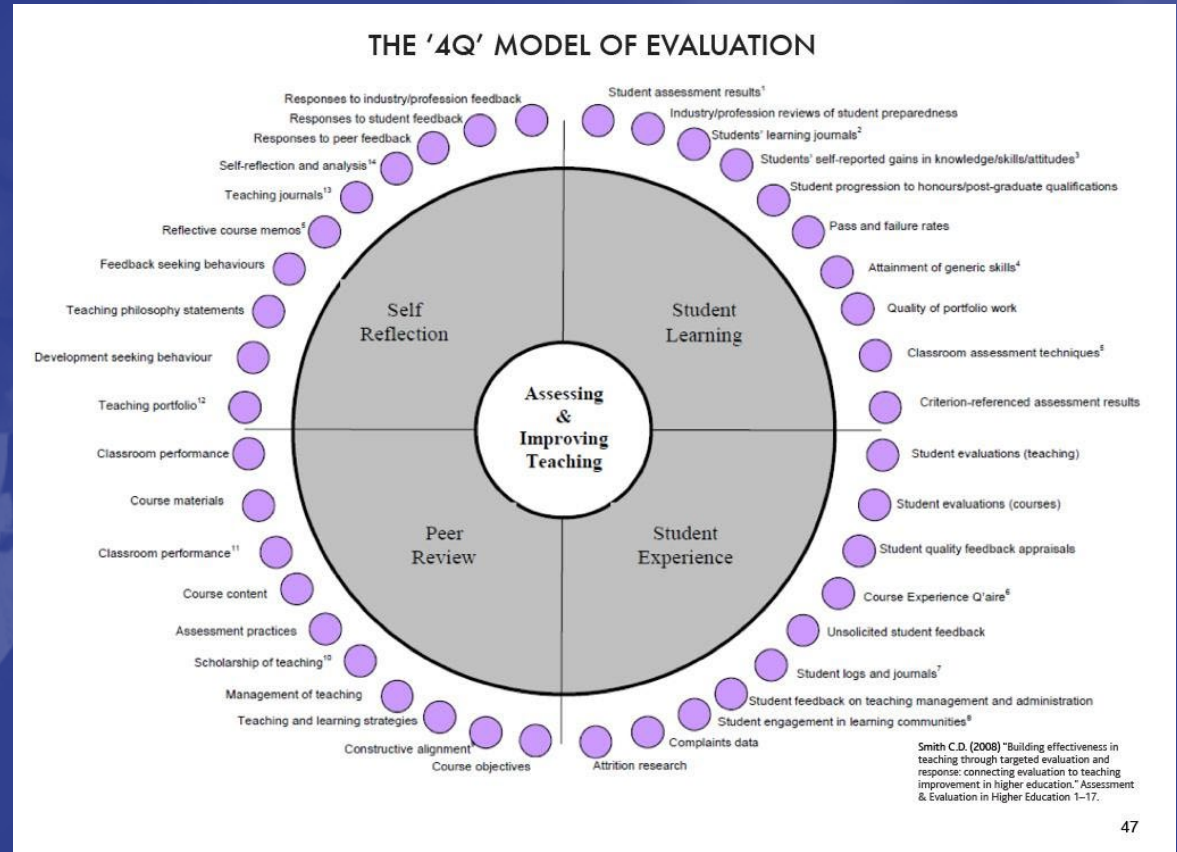 THE '4Q' MODEL OF EVALUATION
Responses to industry/profession feedback
Responses to student feedback
Responses to peer feedback
Self-reflection and analysis¹⁴
Teaching journals¹³
Reflective course memos⁵
Feedback seeking behaviours
Teaching philosophy statements
Development seeking behaviour
Teaching portfolio¹²
Classroom performance
Course materials
Classroom performance¹¹
Course content
Assessment practices
Scholarship of teaching¹⁰
Management of teaching
Teaching and learning strategies
Constructive alignment
Course objectives
Student assessment results¹
Industry/profession reviews of student preparedness
Students' learning journals²
Students' self-reported gains in knowledge/skills/attitudes³
Student progression to honours/post-graduate qualifications
Pass and failure rates
Attainment of generic skills⁴
Quality of portfolio work
Classroom assessment techniques⁵
Criterion-referenced assessment results
Student evaluations (teaching)
Student evaluations (courses)
Student quality feedback appraisals
Course Experience Q'aire⁶
Unsolicited student feedback
Student logs and journals⁷
Student feedback on teaching management and administration
Student engagement in learning communities⁸
Complaints data
Attrition research
Self
Reflection
Student
Learning
Assessing
&
Improving
Teaching
Peer
Review
Student
Experience
Smith C.D. (2008) "Building effectiveness in
teaching through targeted evaluation and
response: connecting evaluation to teaching
improvement in higher education." Assessment
& Evaluation in Higher Education 1–17.
47